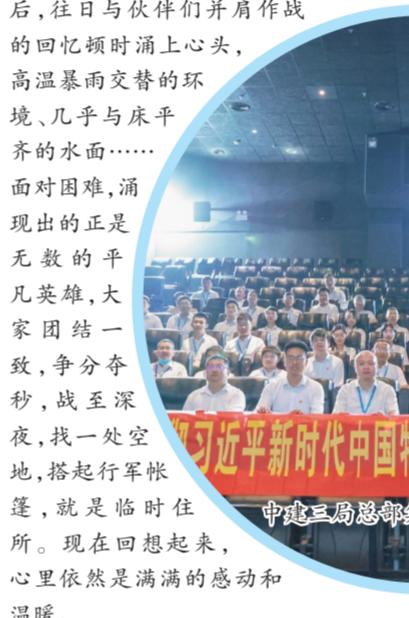 后，往日与伙伴们并肩作战
的回忆顿时涌上心头，
高温暴雨交替的环
境、几乎与床平
齐的水面……
面对困难，涌
现出的正是
无数的平
凡英雄，大
家团结一
致，争分夺
秒，战至深
夜，找一处空
地，搭起行军帐
篷，就是临时住
所。现在回想起来，
心里依然是满满的感动和
温暖
习近平新时代中国特
中建三局总部